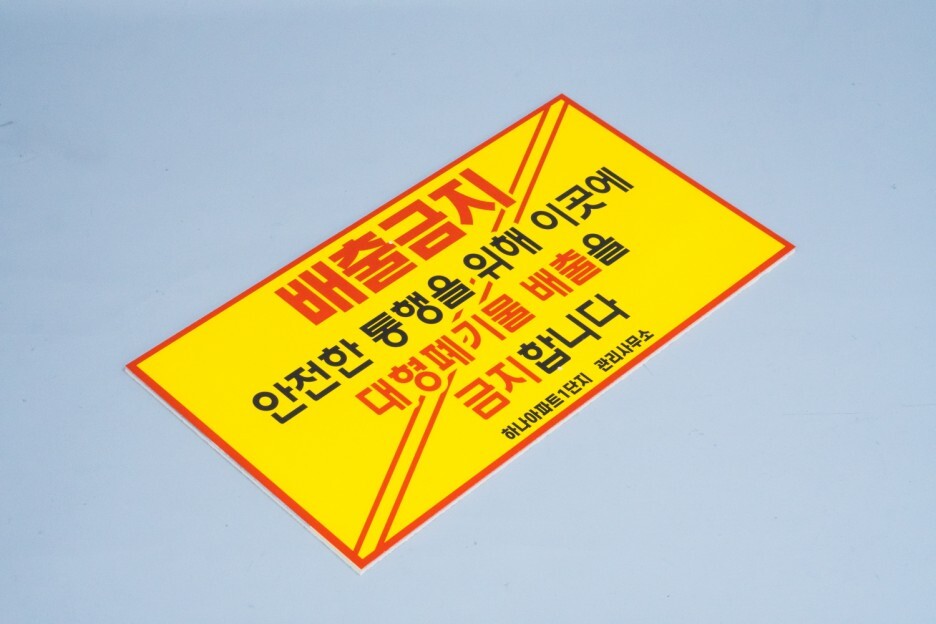 배출금지
안전한 통행을 위해 이곳에
대형폐기물 배출을
금지합니다
하나아파트1단지 관리사무소